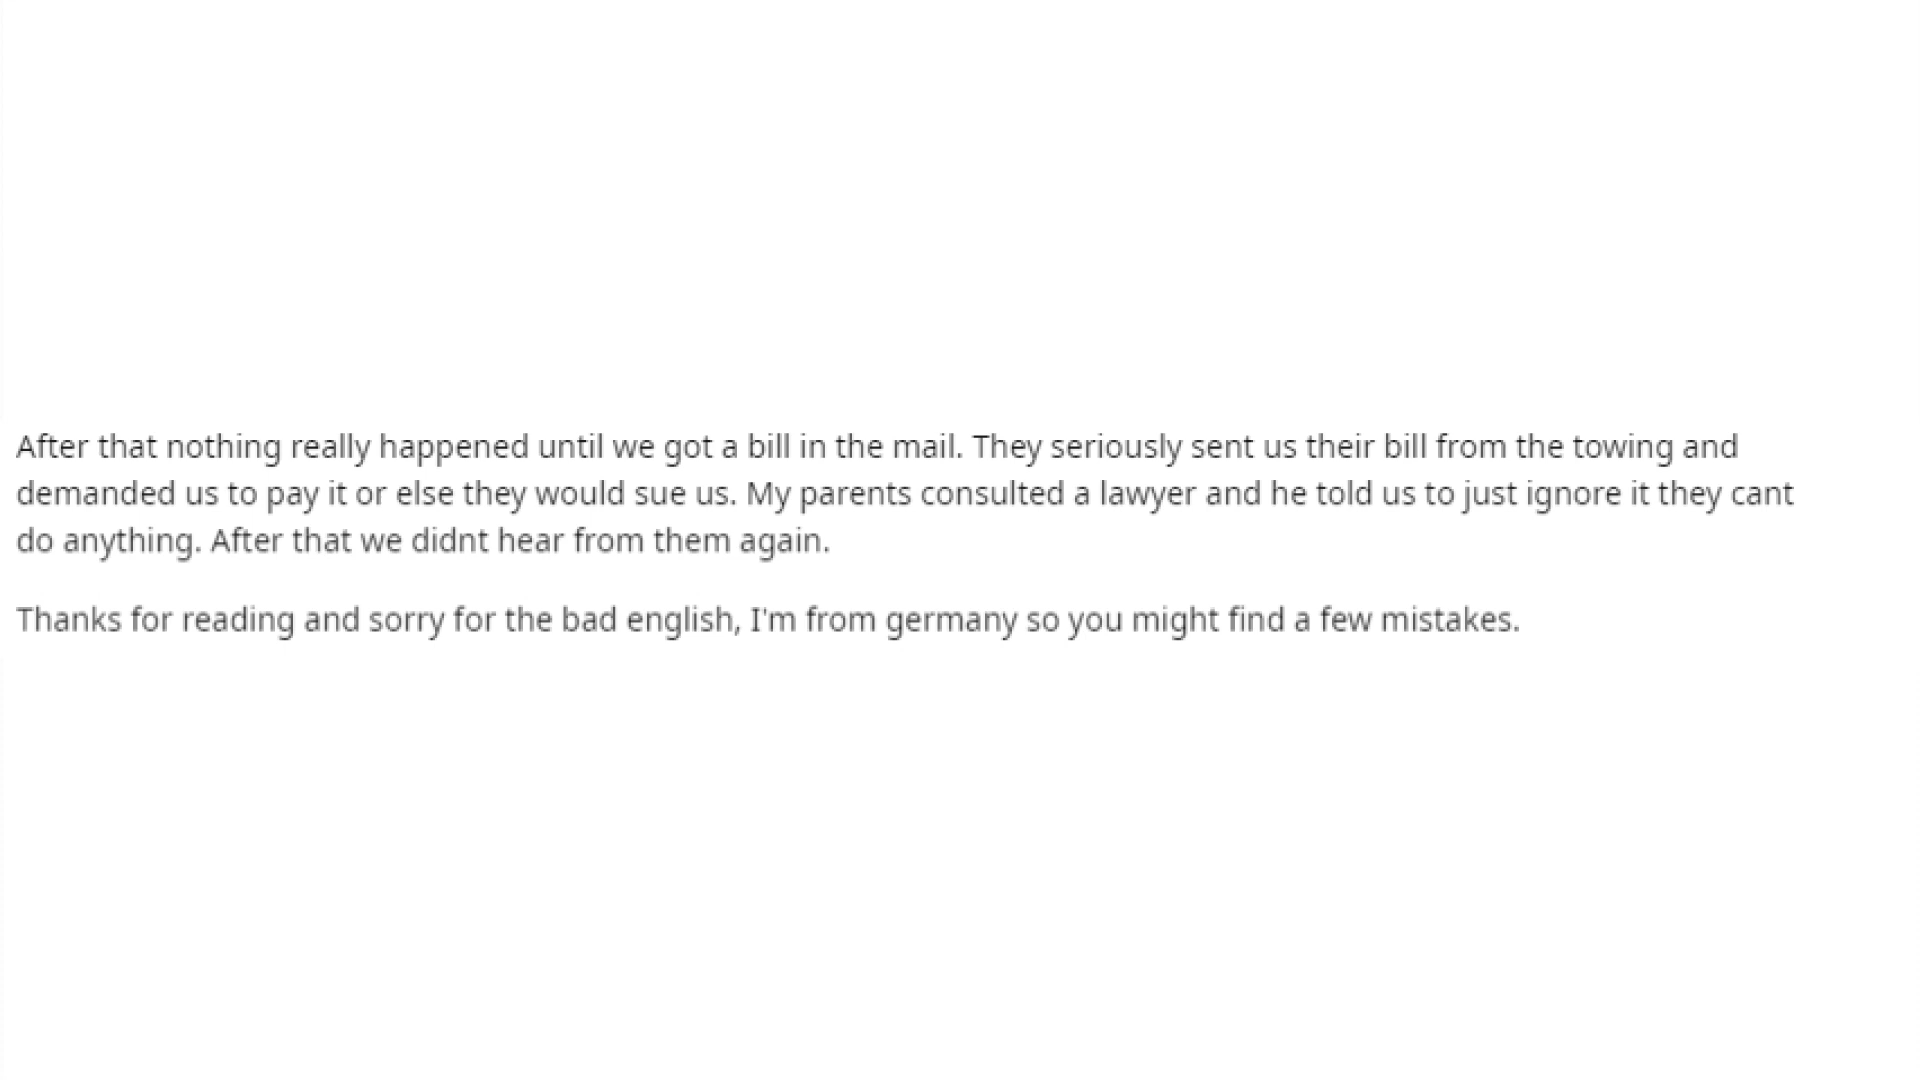 After that nothing really happened until we got a bill in the mail. They seriously sent us their bill from the towing and
demanded us to pay it or else they would sue us. My parents consulted a lawyer and he told us to just ignore it they cant
do anything. After that we didnt hear from them again.
Thanks for reading and sorry for the bad english, I'm from germany so you might find a few mistakes.